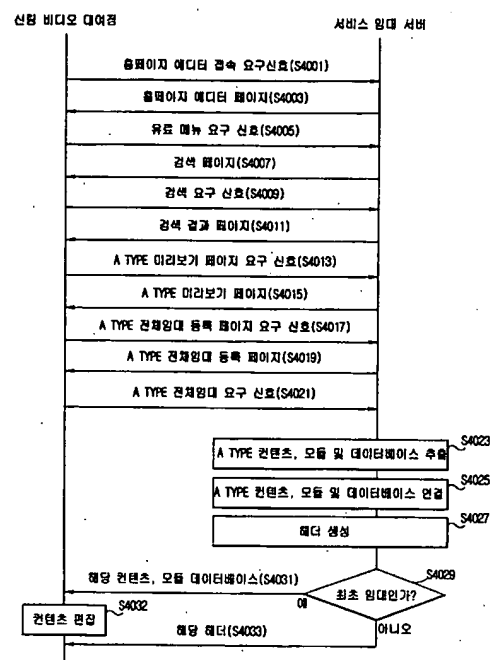 신림 비디오 대여점
서비스 임대 서버
홈페이지 에디터 접속 요구신호(S4001)
홈페이지 에디터 페이지(S4003)
유료 메뉴 요구 신호(S4005)
검색 페이지(S4007)
검색 요구 신호(S4009)
검색 결과 페이지(S4011)
A TYPE 미리보기 페이지 요구 신호(S4013)
A TYPE 미리보기 페이지(S4015)
A TYPE 전체임대 등록 페이지 요구 신호(S4017)
A TYPE 전체임대 등록 페이지(S4019)
A TYPE 전체임대 요구 신호(S4021)
S4023
A TYPE 컨텐츠, 모듈 및 데이터베이스 추출
S4025
A TYPE 컨텐츠, 모듈 및 데이터베이스 연결
S4027
헤더 생성
S4029
해당 컨텐츠, 모듈 데이터베이스(S4031)
최초 임대인가?
예
S4032
컨텐츠 편집
해당 헤더(S4033)
아니오